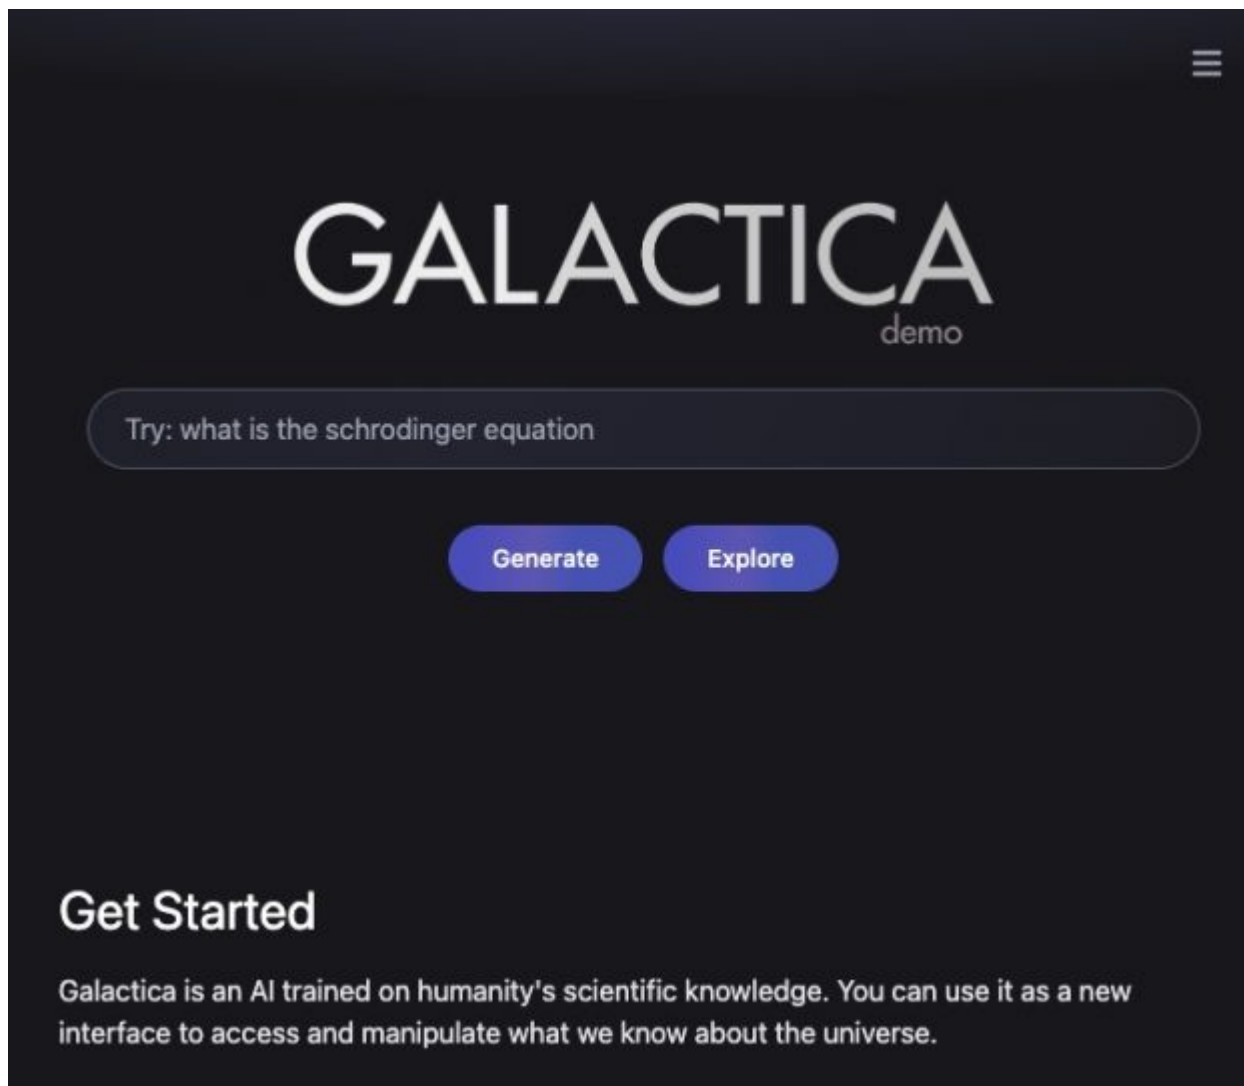 GALACTICA
demo
Try: what is the schrodinger equation
Generate Explore
Get Started
Galactica is an AI trained on humanity's scientific knowledge. You can use it as a new
interface to access and manipulate what we know about the universe.